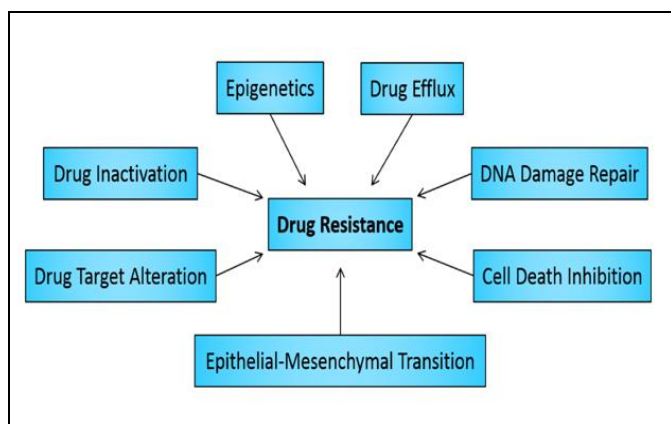 Epigenetics
Drug Efflux
Drug Inactivation
DNA Damage Repair
Drug Resistance
Drug Target Alteration
Cell Death Inhibition
Epithelial-Mesenchymal Transition